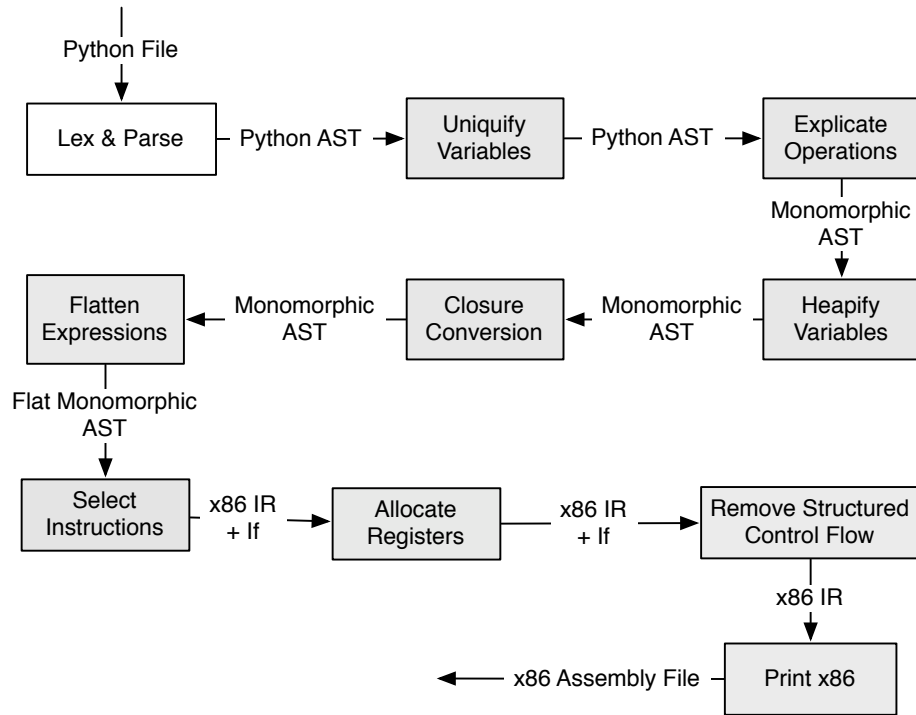 Python File
Lex & Parse
Python AST
Uniquify
Variables
Python AST
Explicate
Operations
Monomorphic
AST
Heapify
Variables
Monomorphic
AST
Closure
Conversion
Monomorphic
AST
Flatten
Expressions
Flat Monomorphic
AST
Select
Instructions
x86 IR
+ If
Allocate
Registers
x86 IR
+ If
Remove Structured
Control Flow
x86 IR
Print x86
x86 Assembly File